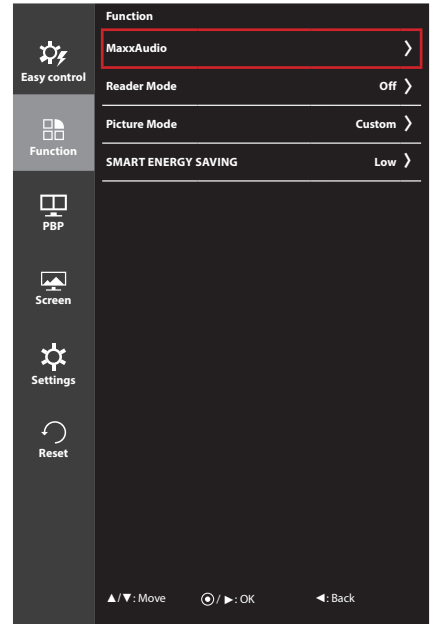 Function
MaxxAudio
Reader Mode Off
Picture Mode Custom
SMART ENERGY SAVING Low
Easy control
Function
PBP
Screen
Settings
Reset
▲/▼: Move ⦿/ ►: OK ◄: Back